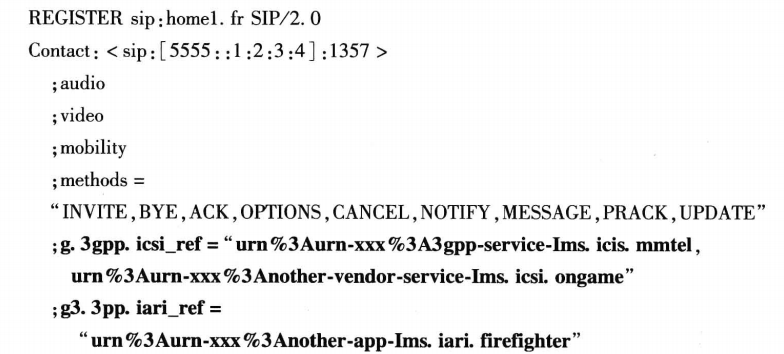 REGISTER sip:home1. fr SIP/2. 0
Contact: < sip:[5555::1:2:3:4]:1357 >
;audio
;video
;mobility
;methods =
“INVITE,BYE,ACK,OPTIONS,CANCEL,NOTIFY,MESSAGE,PRACK,UPDATE”
;g. 3gpp. icsi_ref = “urn%3Aurn-xxx%3A3gpp-service-Ims. icis. mmtel,
urn%3Aurn-xxx%3Another-vendor-service-Ims. icsi. ongame”
;g3. 3pp. iari_ref =
“urn%3Aurn-xxx%3Another-app-Ims. iari. firefighter”